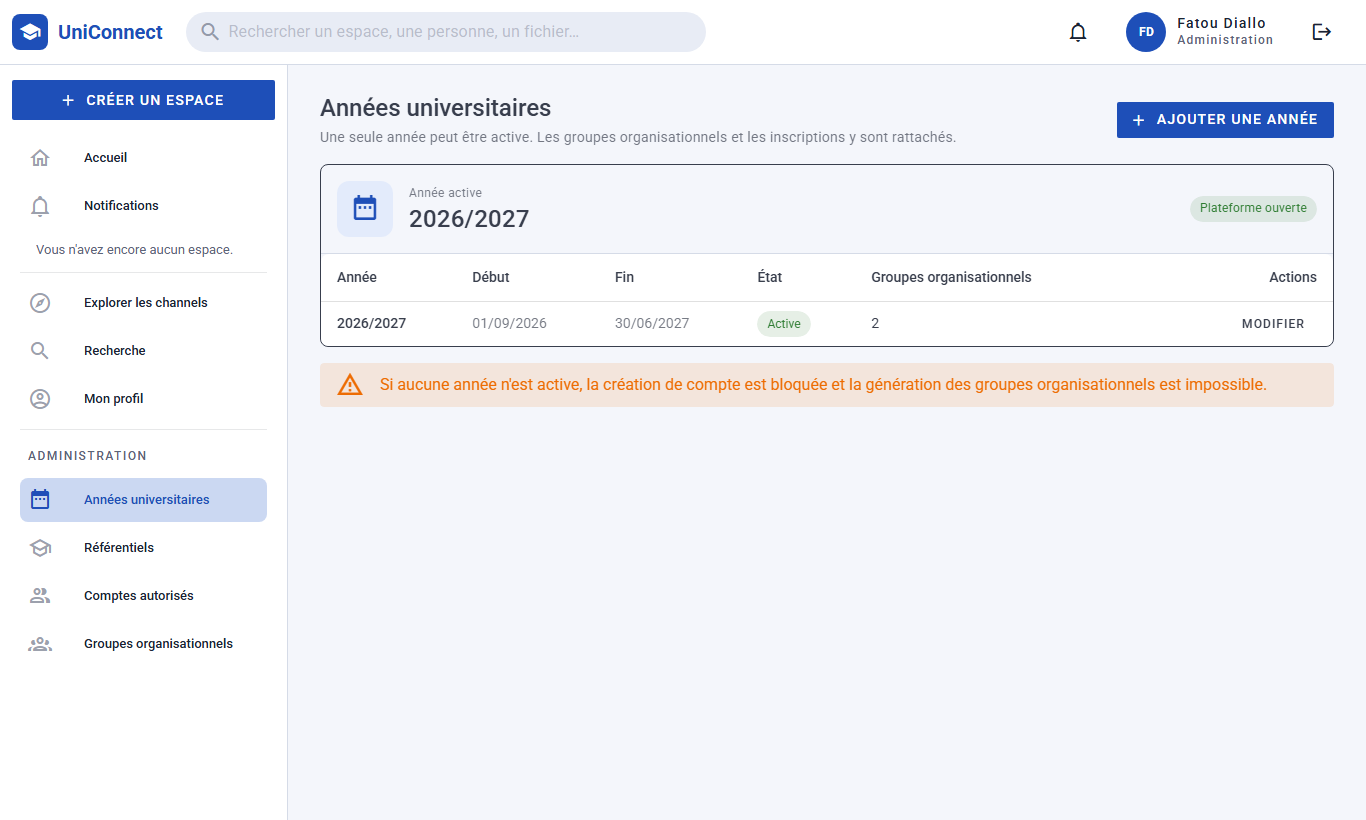 UniConnect
Rechercher un espace, une personne, un fichier...
FD
Fatou Diallo
Administration
CRÉER UN ESPACE
Accueil
Notifications
Vous n'avez encore aucun espace.
Explorer les channels
Recherche
Mon profil
ADMINISTRATION
Années universitaires
Référentiels
Comptes autorisés
Groupes organisationnels
Années universitaires
Une seule année peut être active. Les groupes organisationnels et les inscriptions y sont rattachés.
AJOUTER UNE ANNÉE
Année active
2026/2027
Plateforme ouverte
Année Début Fin État Groupes organisationnels Actions
2026/2027 01/09/2026 30/06/2027 Active 2 MODIFIER
Si aucune année n'est active, la création de compte est bloquée et la génération des groupes organisationnels est impossible.